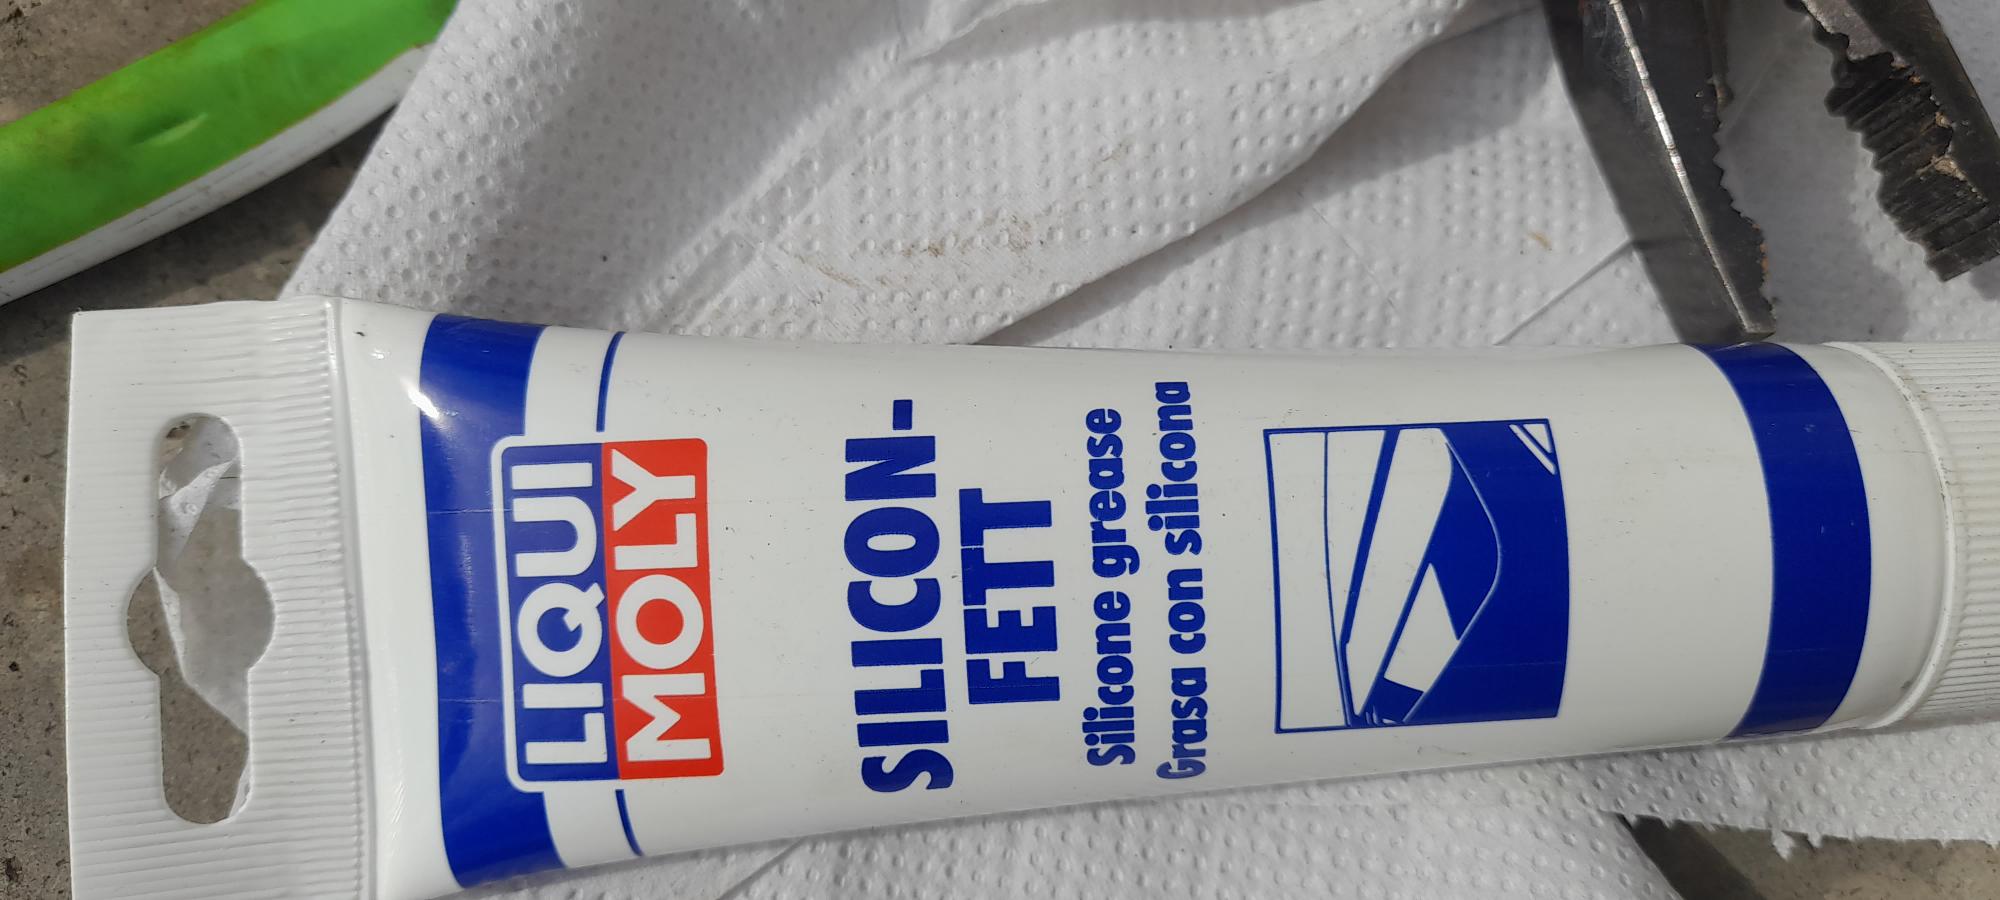 LIQUI
MOLY
SILICON-
FETT
Silicone grease
Grasa con silicona